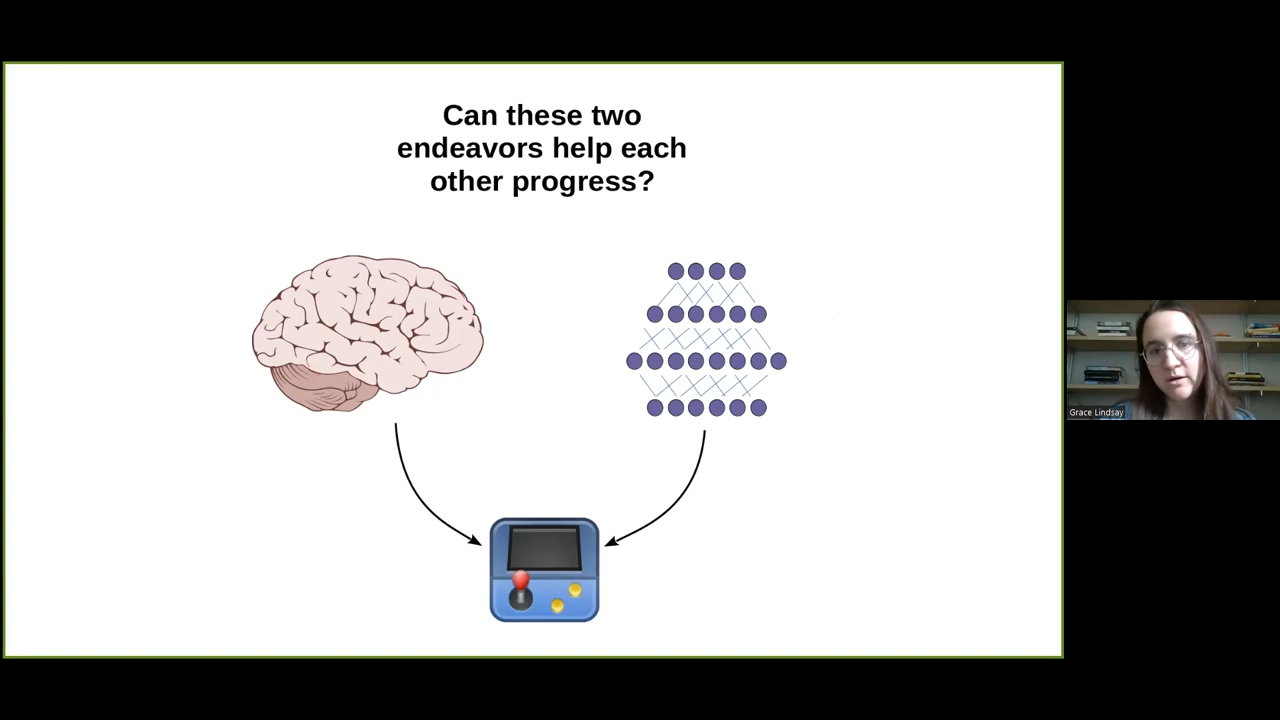 Can these two
endeavors help each
other progress?
Grace Lindsay